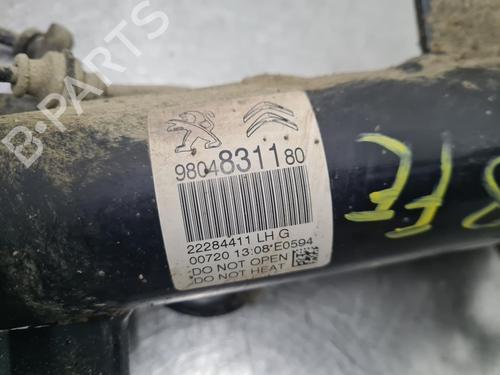 B-PARTS
9804831180
22284411 LH G
00720 13:08*E0594
DO NOT OPEN
DO NOT HEAT